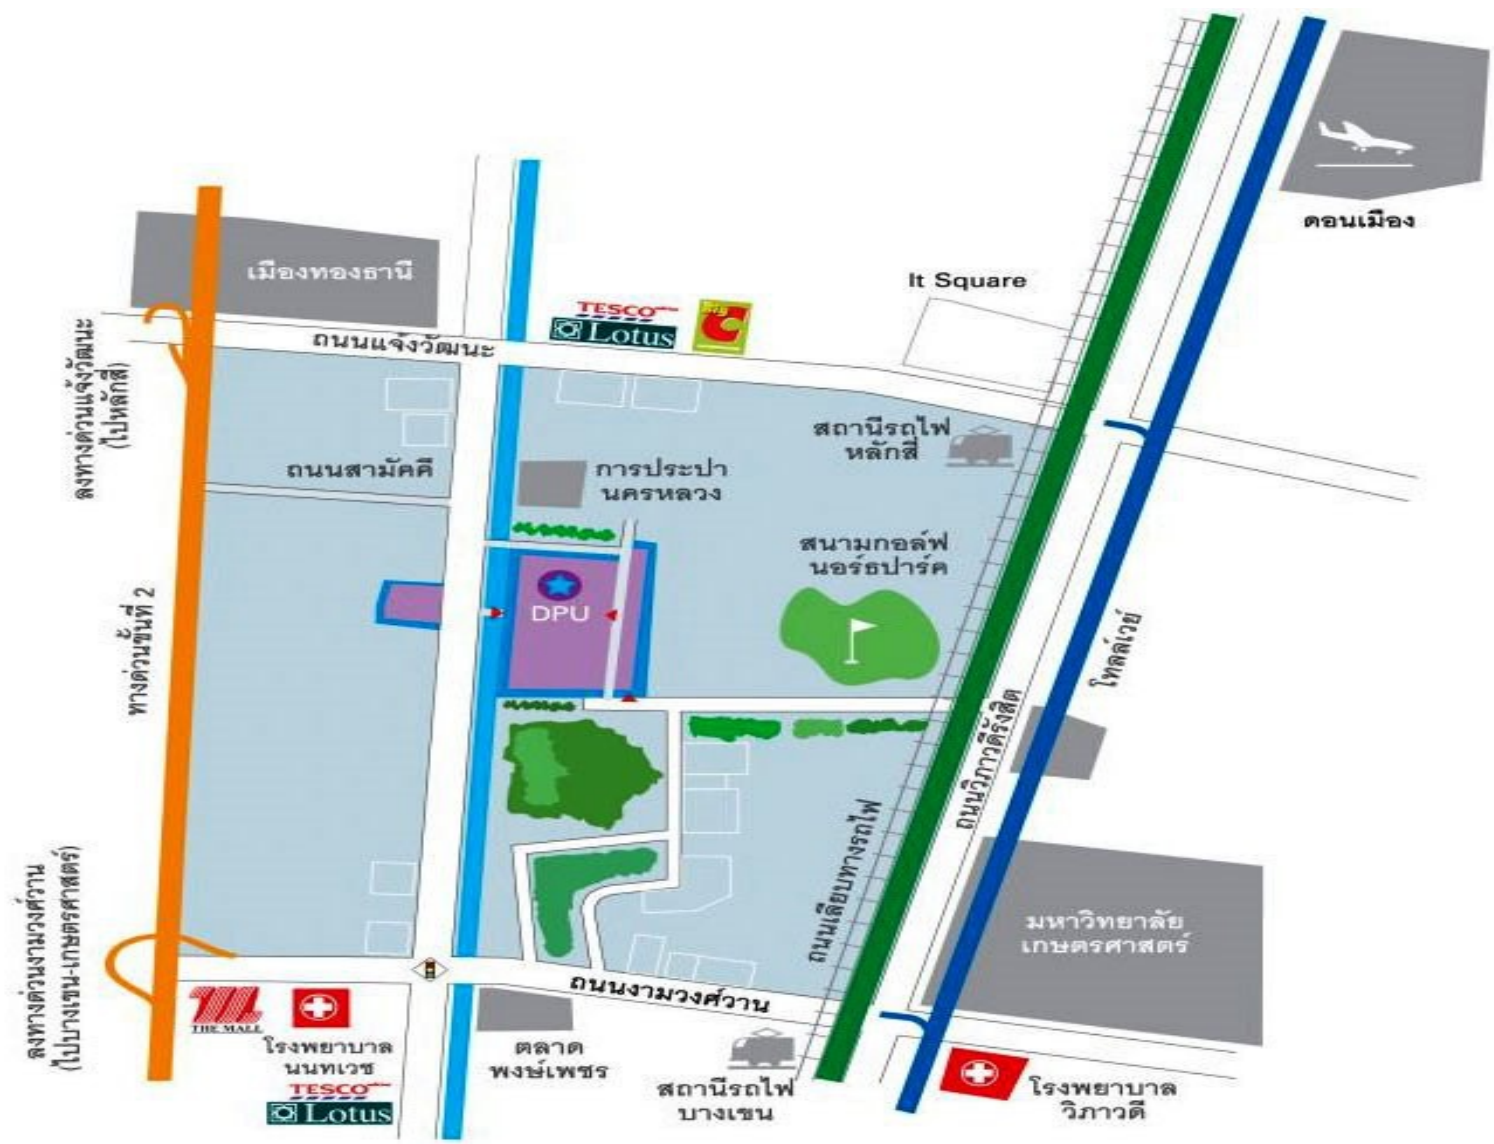 ดอนเมือง
เมืองทองธานี
It Square
TESCO
Lotus
Big
C
ถนนแจ้งวัฒนะ
ลงทางด่วนแจ้งวัฒนะ
(ไปหลักสี่)
สถานีรถไฟ
หลักสี่
ถนนสามัคคี
การประปา
นครหลวง
สนามกอล์ฟ
นอร์ธปาร์ค
DPU
ทางด่วนขั้นที่ 2
โทลล์เวย์
ถนนวิภาวดีรังสิต
ถนนเลียบทางรถไฟ
ลงทางด่วนงามวงศ์วาน
(ไปบางเขน-เกษตรศาสตร์)
มหาวิทยาลัย
เกษตรศาสตร์
ถนนงามวงศ์วาน
THE MALL
โรงพยาบาล
นนทเวช
TESCO
Lotus
ตลาด
พงษ์เพชร
สถานีรถไฟ
บางเขน
โรงพยาบาล
วิภาวดี